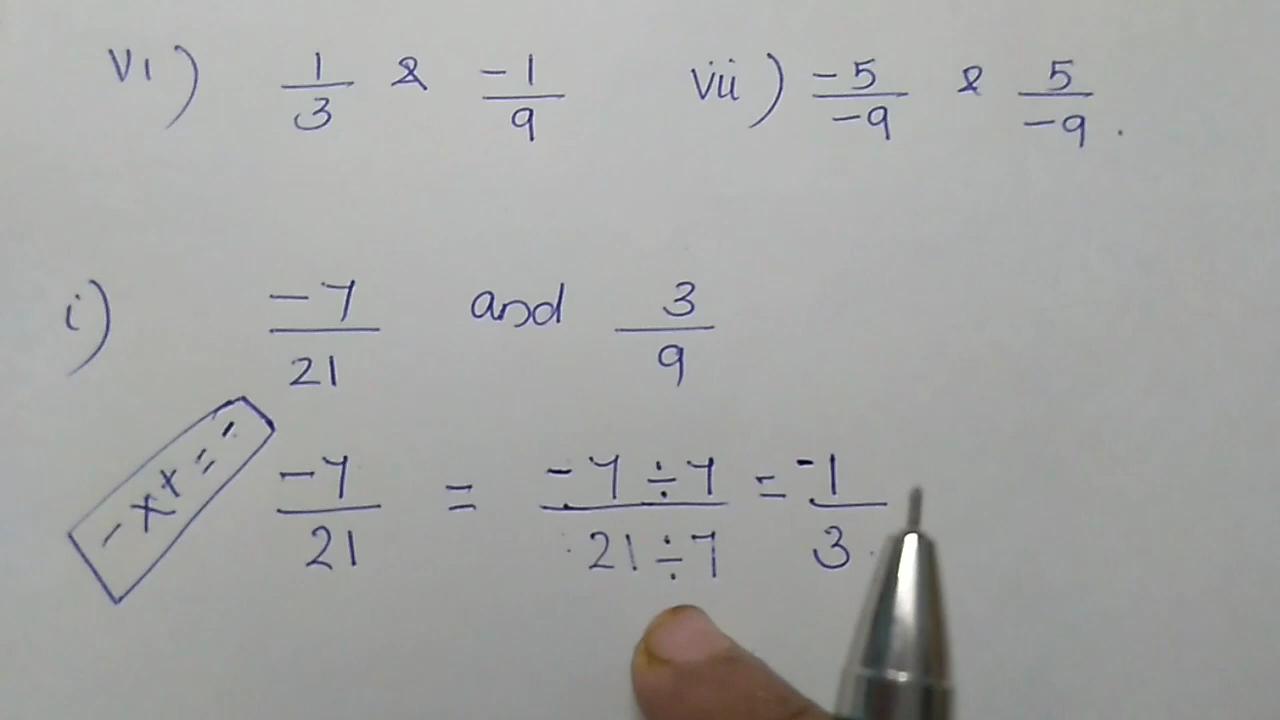 vi) 1/3 & -1/9 vii) -5/-9 & 5/-9.
i) -7/21 and 3/9
- x + = -
-7/21 = -7÷7/21÷7 = -1/3